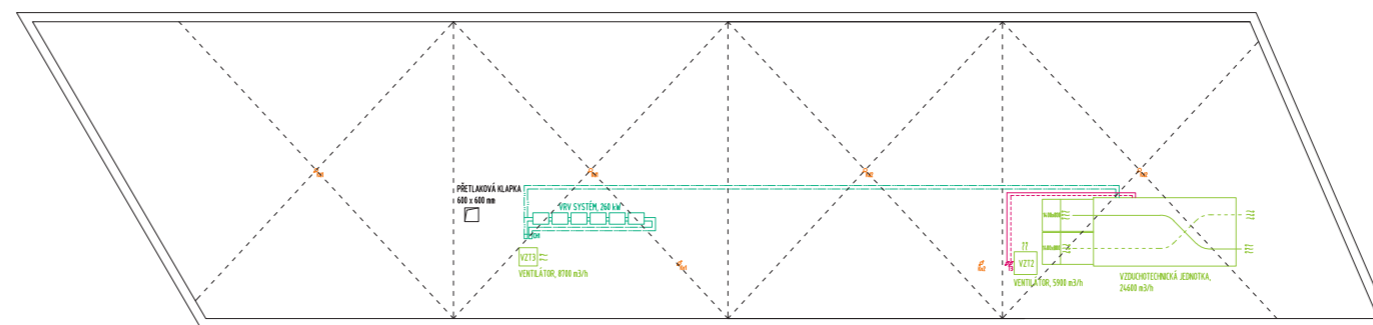 PŘETLAKOVÁ KLAPKA
600 x 600 mm
VRV SYSTÉM, 260 kW
VZT3
VENTILÁTOR, 8700 m3/h
VZT2
VENTILÁTOR, 5900 m3/h
VZDUCHOTECHNICKÁ JEDNOTKA,
24600 m3/h